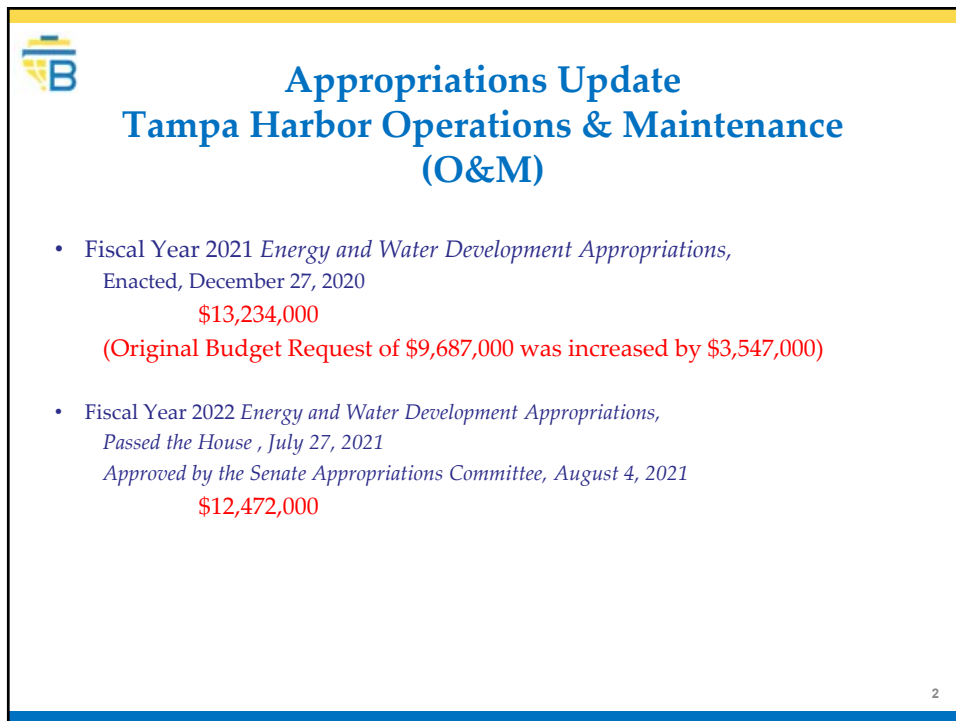 B
Appropriations Update
Tampa Harbor Operations & Maintenance
(O&M)
• Fiscal Year 2021 Energy and Water Development Appropriations,
Enacted, December 27, 2020
$13,234,000
(Original Budget Request of $9,687,000 was increased by $3,547,000)
• Fiscal Year 2022 Energy and Water Development Appropriations,
Passed the House , July 27, 2021
Approved by the Senate Appropriations Committee, August 4, 2021
$12,472,000
2